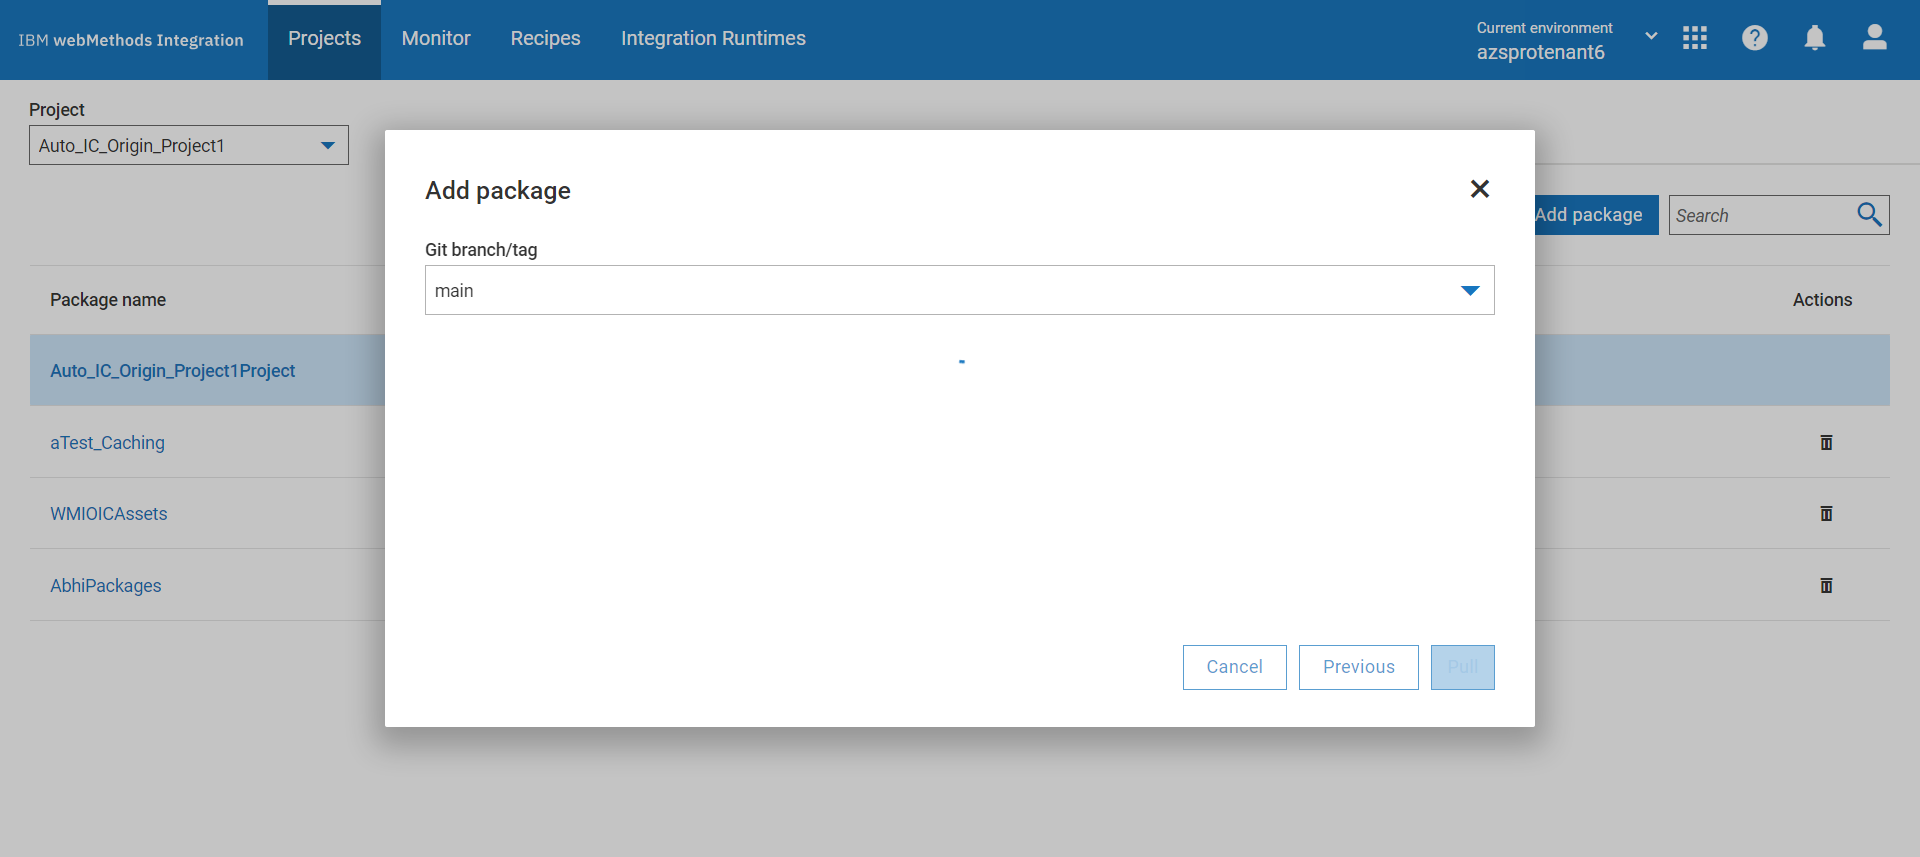 IBM webMethods Integration
Projects
Monitor
Recipes
Integration Runtimes
Current environment
azsprotenant6
Project
Auto_IC_Origin_Project1
Add package
Search
Package name
Actions
Auto_IC_Origin_Project1Project
aTest_Caching
WMIOICAssets
AbhiPackages
Add package
Git branch/tag
main
Cancel
Previous
Pull